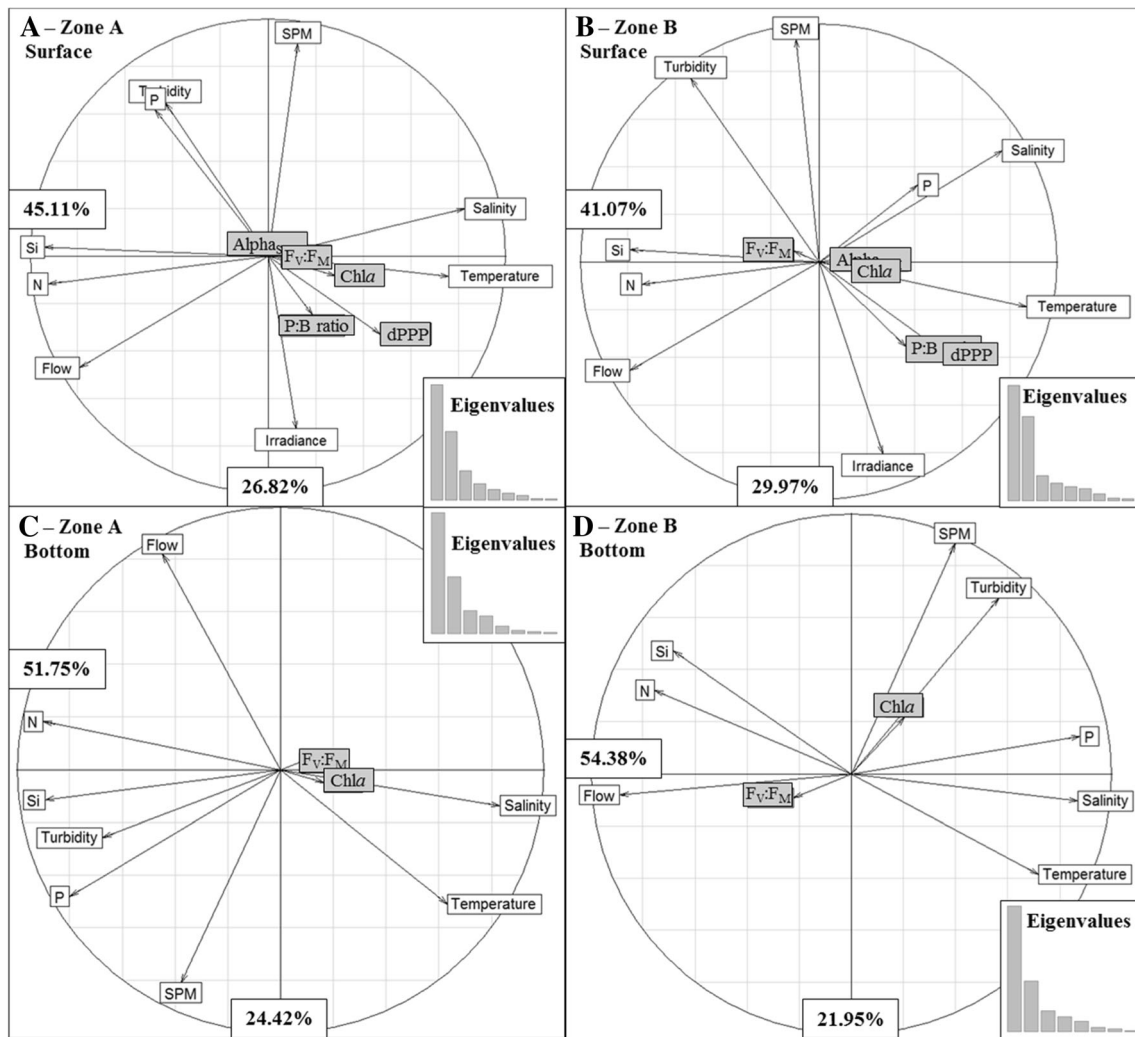 A – Zone A
Surface
SPM
P
Salinity
45.11%
Si
Alpha
FV:FM
Chla
Temperature
N
P:B ratio
dPPP
Flow
Irradiance
26.82%
Eigenvalues
B – Zone B
Surface
SPM
Turbidity
Salinity
P
41.07%
Si
FV:FM
Chla
N
Temperature
P:B
dPPP
Flow
Irradiance
29.97%
Eigenvalues
C – Zone A
Bottom
Flow
Eigenvalues
51.75%
N
FV:FM
Chla
Si
Salinity
Turbidity
P
Temperature
SPM
24.42%
D – Zone B
Bottom
SPM
Turbidity
Si
N
Chla
P
54.38%
Flow
FV:FM
Salinity
Temperature
Eigenvalues
21.95%